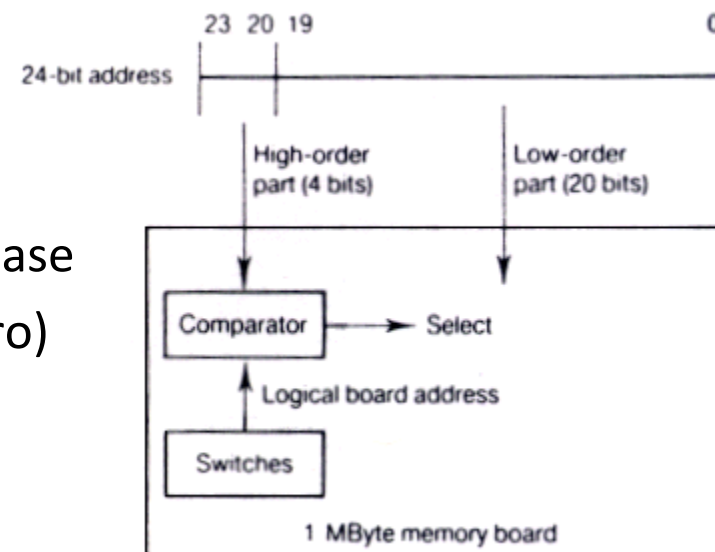 23 20 19
24-bit address
High-order
part (4 bits)
Low-order
part (20 bits)
ase
ro)
Comparator
Select
Logical board address
Switches
1 MByte memory board